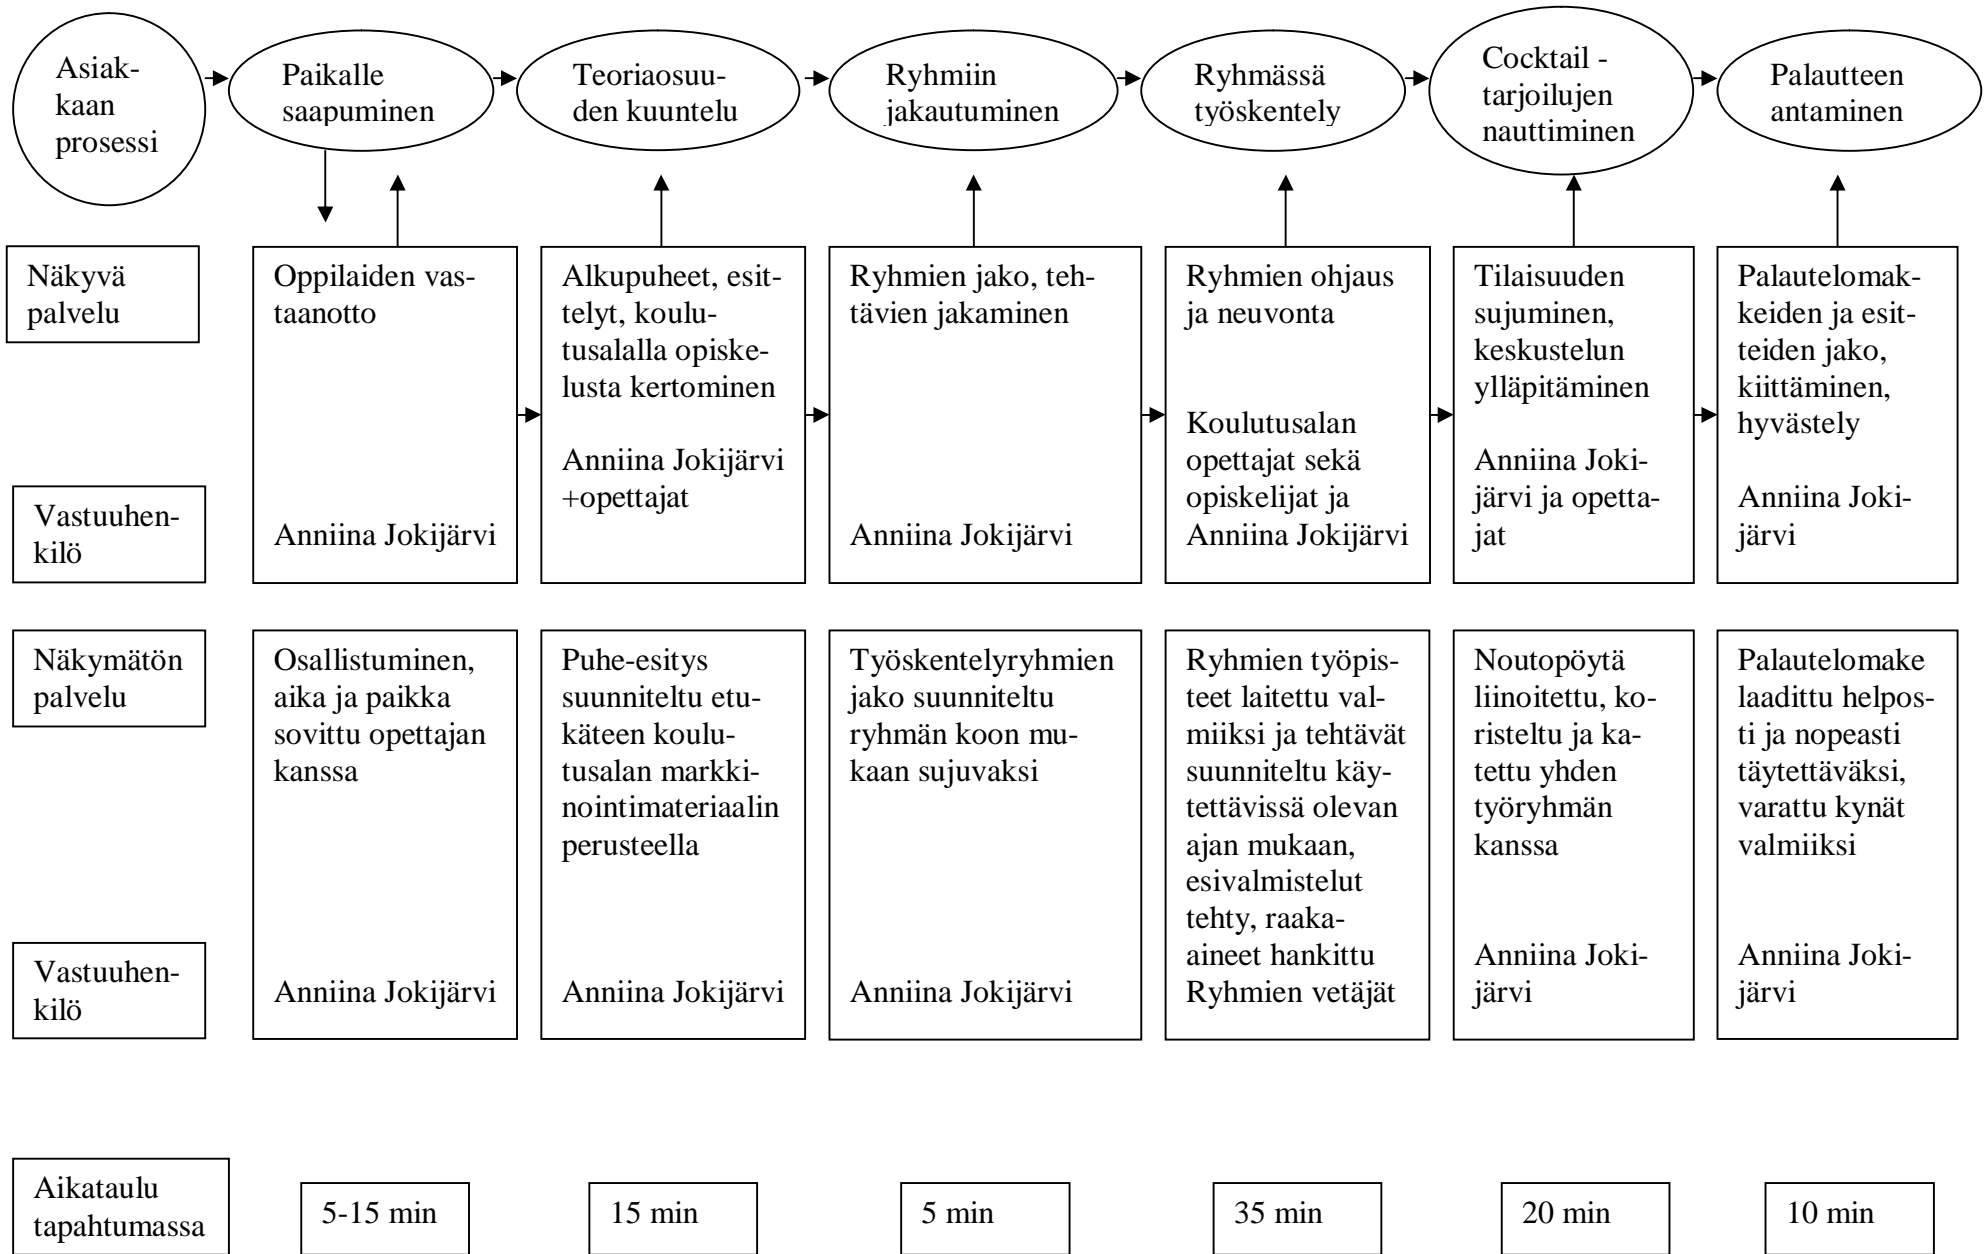 Asiak-
kaan
prosessi
Paikalle
saapuminen
Teoriaosuu-
den kuuntelu
Ryhmiin
jakautuminen
Ryhmässä
työskentely
Cocktail -
tarjoilujen
nauttiminen
Palautteen
antaminen
Näkyvä
palvelu
Vastuuhen-
kilö
Oppilaiden vas-
taanotto
Anniina Jokijärvi
Alkupuheet, esit-
telyt, koulu-
tusalalla opiske-
lusta kertominen
Anniina Jokijärvi
+opettajat
Ryhmien jako, teh-
tävien jakaminen
Anniina Jokijärvi
Ryhmien ohjaus
ja neuvonta
Koulutusalan
opettajat sekä
opiskelijat ja
Anniina Jokijärvi
Tilaisuuden
sujuminen,
keskustelun
ylläpitäminen
Anniina Joki-
järvi ja opetta-
jat
Palautelomak-
keiden ja esit-
teiden jako,
kiittäminen,
hyvästely
Anniina Joki-
järvi
Näkymätön
palvelu
Vastuuhen-
kilö
Osallistuminen,
aika ja paikka
sovittu opettajan
kanssa
Anniina Jokijärvi
Puhe-esitys
suunniteltu etu-
käteen koulu-
tusalan markki-
nointimateriaalin
perusteella
Anniina Jokijärvi
Työskentelyryhmien
jako suunniteltu
ryhmän koon mu-
kaan sujuvaksi
Anniina Jokijärvi
Ryhmien työpis-
teet laitettu val-
miiksi ja tehtävät
suunniteltu käy-
tettävissä olevan
ajan mukaan,
esivalmistelut
tehty, raaka-
aineet hankittu
Ryhmien vetäjät
Noutopöytä
liinoitettu, ko-
risteltu ja ka-
tettu yhden
työryhmän
kanssa
Anniina Joki-
järvi
Palautelomake
laadittu helpos-
ti ja nopeasti
täytettäväksi,
varattu kynät
valmiiksi
Anniina Joki-
järvi
Aikataulu
tapahtumassa
5-15 min
15 min
5 min
35 min
20 min
10 min